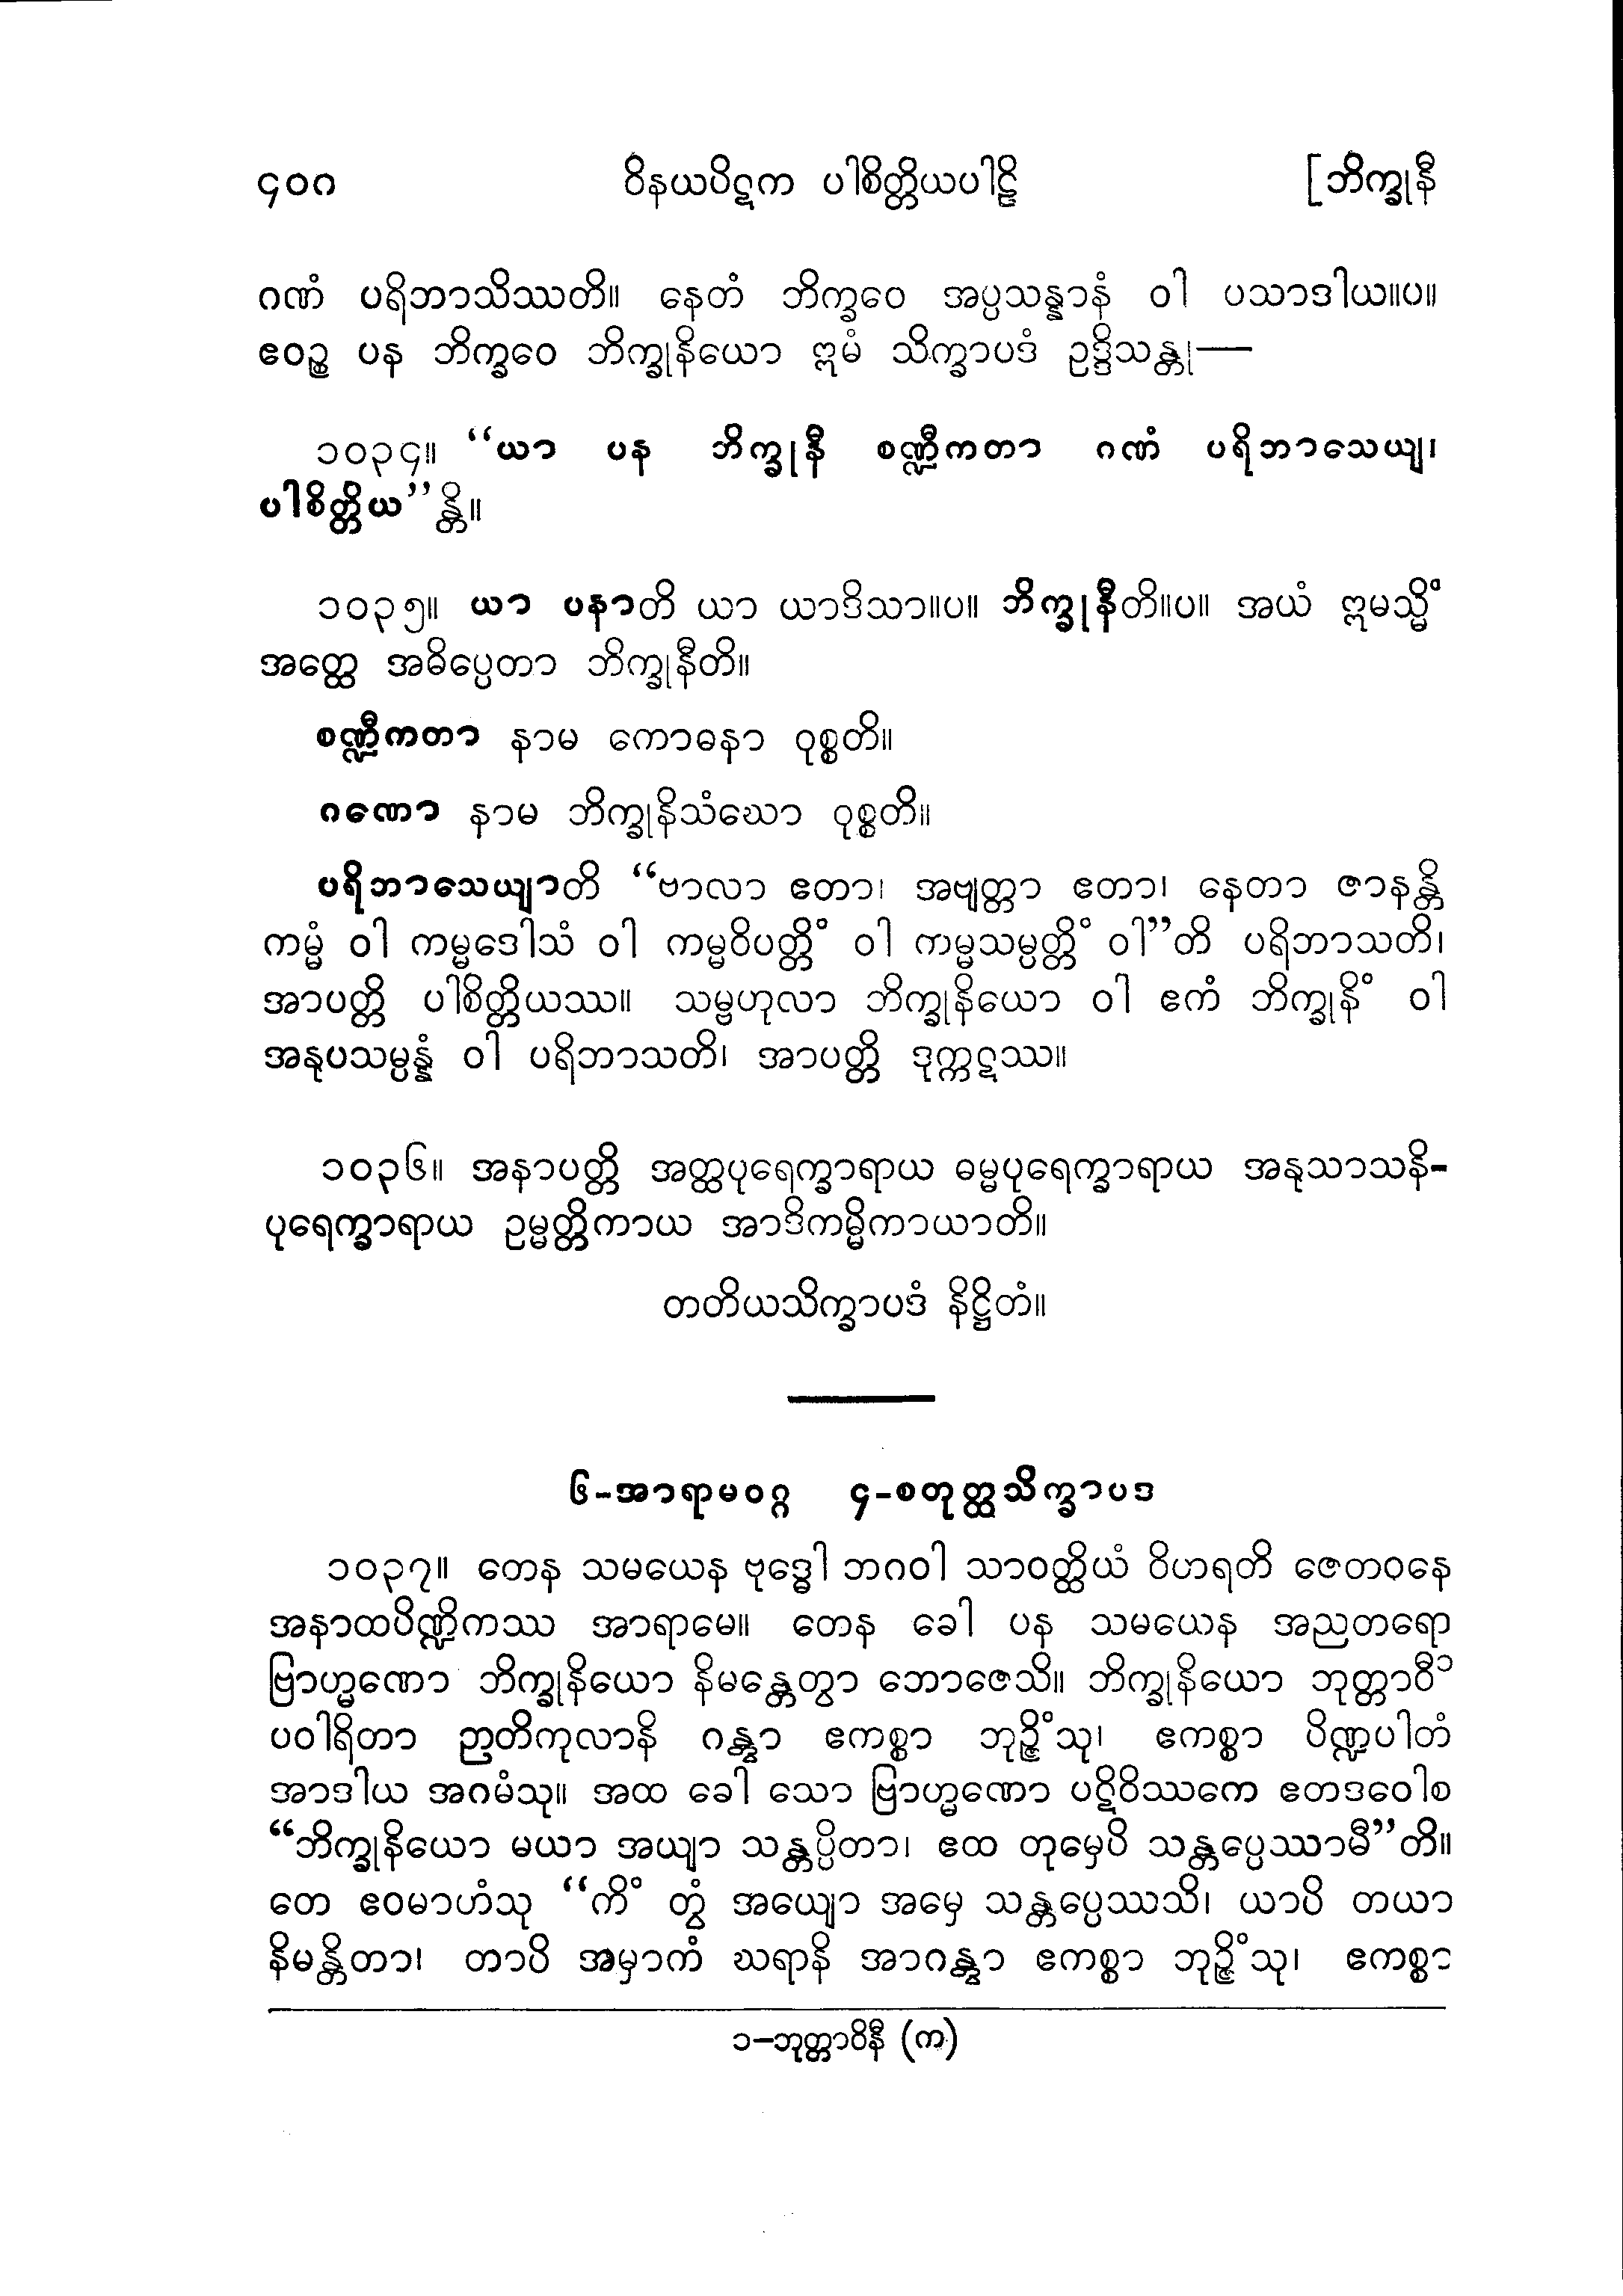 ၄၀ဂ ဝိနယပိဋက ပါစိတ္တိယပါဠိ [ဘိက္ခုနီ
ဂဏံ ပရိဘာသိဿတိ။ နေတံ ဘိက္ခဝေ အပ္ပသန္နာနံ ဝါ ပသာဒါယ။ပ။
ဧဝဉ္စ ပန ဘိက္ခဝေ ဘိက္ခုနိယော ဣမံ သိက္ခာပဒံ ဥဒ္ဒိသန္တု—
၁၀၃၄။ “ယာ ပန ဘိက္ခုနီ စဏ္ဍီကတာ ဂဏံ ပရိဘာသေယျ၊
ပါစိတ္တိယ”န္တိ။
၁၀၃၅။ ယာ ပနာတိ ယာ ယာဒိသာ။ပ။ ဘိက္ခုနီတိ။ပ။ အယံ ဣမသ္မိံ
အတ္ထေ အဓိပ္ပေတာ ဘိက္ခုနီတိ။
စဏ္ဍီကတာ နာမ ကောဓနာ ဝုစ္စတိ။
ဂဏော နာမ ဘိက္ခုနိသံဃော ဝုစ္စတိ။
ပရိဘာသေယျာတိ “ဗာလာ ဧတာ၊ အဗျတ္တာ ဧတာ၊ နေတာ ဇာနန္တိ
ကမ္မံ ဝါ ကမ္မဒေါသံ ဝါ ကမ္မဝိပတ္တိံ ဝါ ကမ္မသမ္ပတ္တိံ ဝါ”တိ ပရိဘာသတိ၊
အာပတ္တိ ပါစိတ္တိယဿ။ သမ္ဗဟုလာ ဘိက္ခုနိယော ဝါ ဧကံ ဘိက္ခုနိံ ဝါ
အနုပသမ္ပန္နံ ဝါ ပရိဘာသတိ၊ အာပတ္တိ ဒုက္ကဋဿ။
၁၀၃၆။ အနာပတ္တိ အတ္ထပုရေက္ခာရာယ ဓမ္မပုရေက္ခာရာယ အနုသာသနိ-
ပုရေက္ခာရာယ ဥမ္မတ္တိကာယ အာဒိကမ္မိကာယာတိ။
တတိယသိက္ခာပဒံ နိဋ္ဌိတံ။
၆-အာရာမဝဂ္ဂ ၄-စတုတ္ထသိက္ခာပဒ
၁၀၃၇။ တေန သမယေန ဗုဒ္ဓေါ ဘဂဝါ သာဝတ္ထိယံ ဝိဟရတိ ဇေတဝနေ
အနာထပိဏ္ဍိကဿ အာရာမေ။ တေန ခေါ ပန သမယေန အညတရော
ဗြာဟ္မဏော ဘိက္ခုနိယော နိမန္တေတွာ ဘောဇေသိ။ ဘိက္ခုနိယော ဘုတ္တာဝီ၁
ပဝါရိတာ ဉာတိကုလာနိ ဂန္တွာ ဧကစ္စာ ဘုဉ္ဇိံသု၊ ဧကစ္စာ ပိဏ္ဍပါတံ
အာဒါယ အဂမံသု။ အထ ခေါ သော ဗြာဟ္မဏော ပဋိဝိဿကေ ဧတဒဝေါစ
“ဘိက္ခုနိယော မယာ အယျာ သန္တပ္ပိတာ၊ ဧထ တုမှေပိ သန္တပ္ပေဿာမီ”တိ။
တေ ဧဝမာဟံသု “ကိံ တွံ အယျော အမှေ သန္တပ္ပေဿသိ၊ ယာပိ တယာ
နိမန္တိတာ၊ တာပိ အမှာကံ ဃရာနိ အာဂန္တွာ ဧကစ္စာ ဘုဉ္ဇိံသု၊ ဧကစ္စာ
၁-ဘုတ္တာဝိနီ (က)